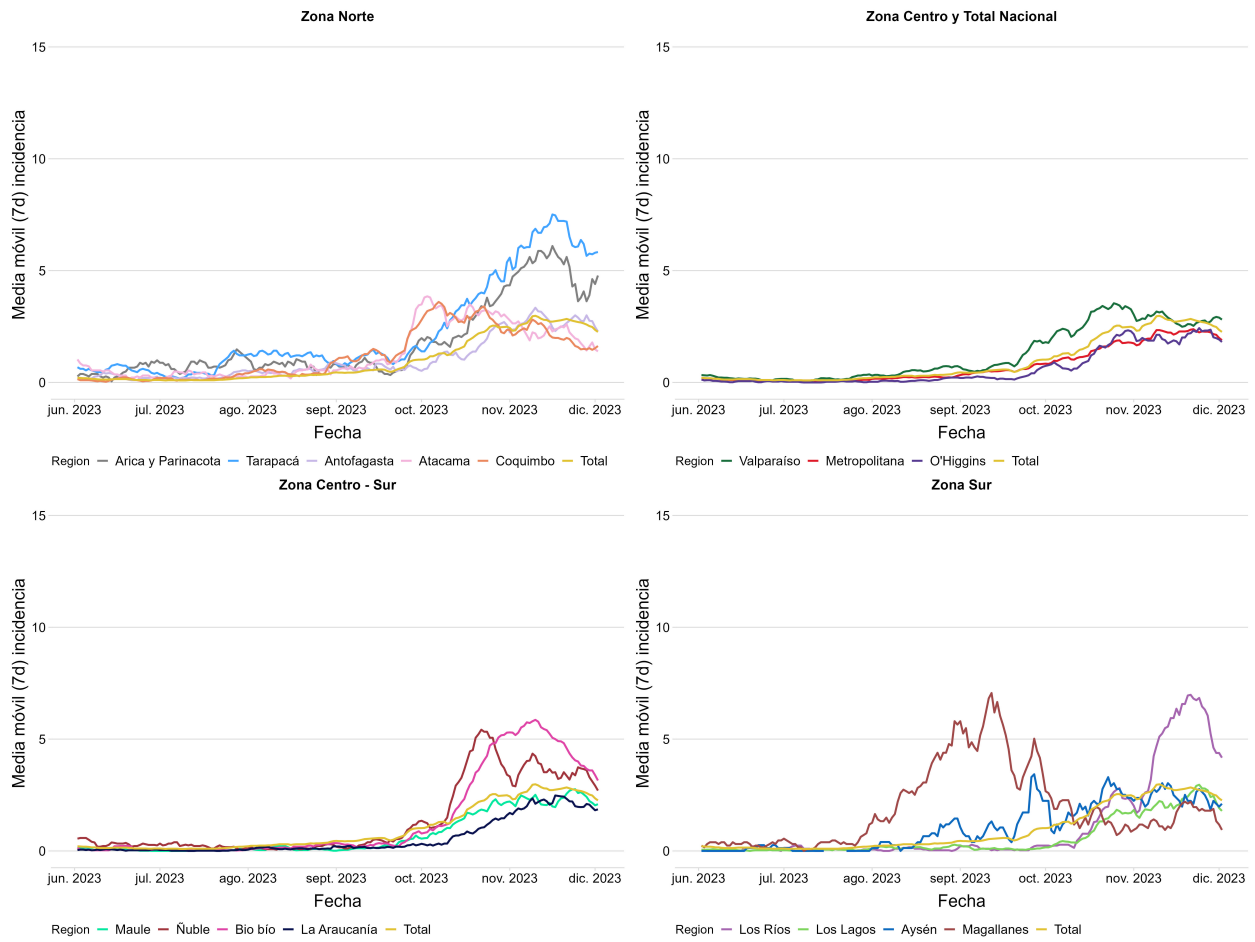 Zona Norte
Media móvil (7d) incidencia
15
10
5
0
jun. 2023 jul. 2023 ago. 2023 sept. 2023 oct. 2023 nov. 2023 dic. 2023
Fecha
Region Arica y Parinacota Tarapacá Antofagasta Atacama Coquimbo Total
Zona Centro y Total Nacional
Media móvil (7d) incidencia
15
10
5
0
jun. 2023 jul. 2023 ago. 2023 sept. 2023 oct. 2023 nov. 2023 dic. 2023
Fecha
Region Valparaíso Metropolitana O'Higgins Total
Zona Centro - Sur
Media móvil (7d) incidencia
15
10
5
0
jun. 2023 jul. 2023 ago. 2023 sept. 2023 oct. 2023 nov. 2023 dic. 2023
Fecha
Region Maule Ñuble Bio bío La Araucanía Total
Zona Sur
Media móvil (7d) incidencia
15
10
5
0
jun. 2023 jul. 2023 ago. 2023 sept. 2023 oct. 2023 nov. 2023 dic. 2023
Fecha
Region Los Ríos Los Lagos Aysén Magallanes Total